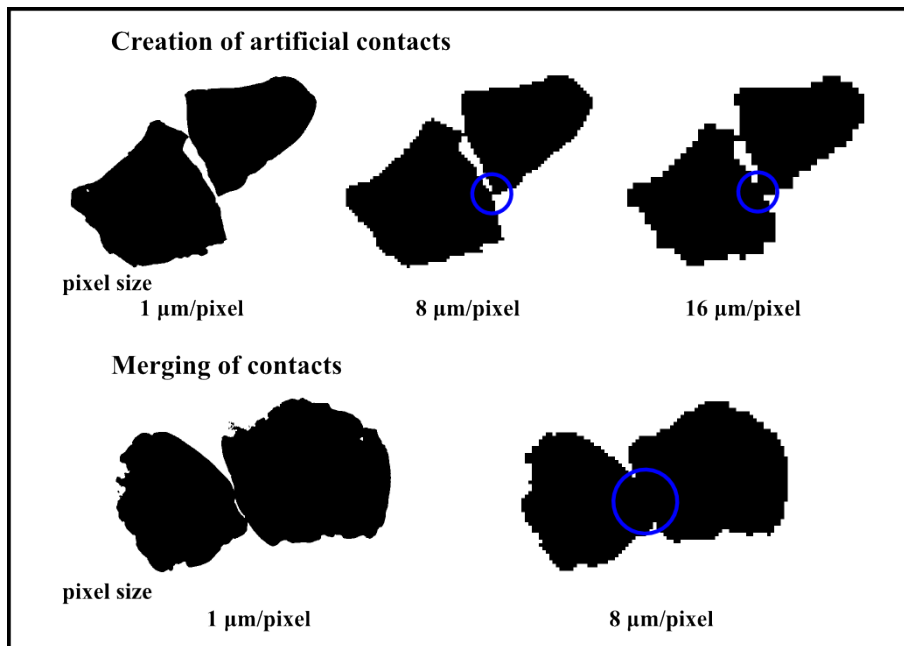 Creation of artificial contacts
pixel size
1 μm/pixel 8 μm/pixel 16 μm/pixel
Merging of contacts
pixel size
1 μm/pixel 8 μm/pixel